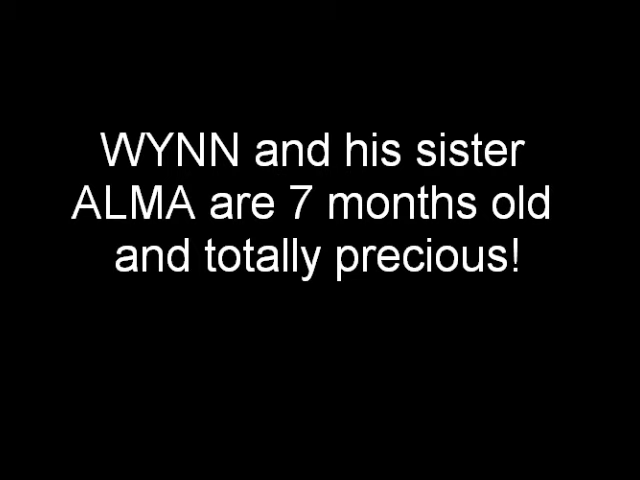 WYNN and his sister
ALMA are 7 months old
and totally precious!